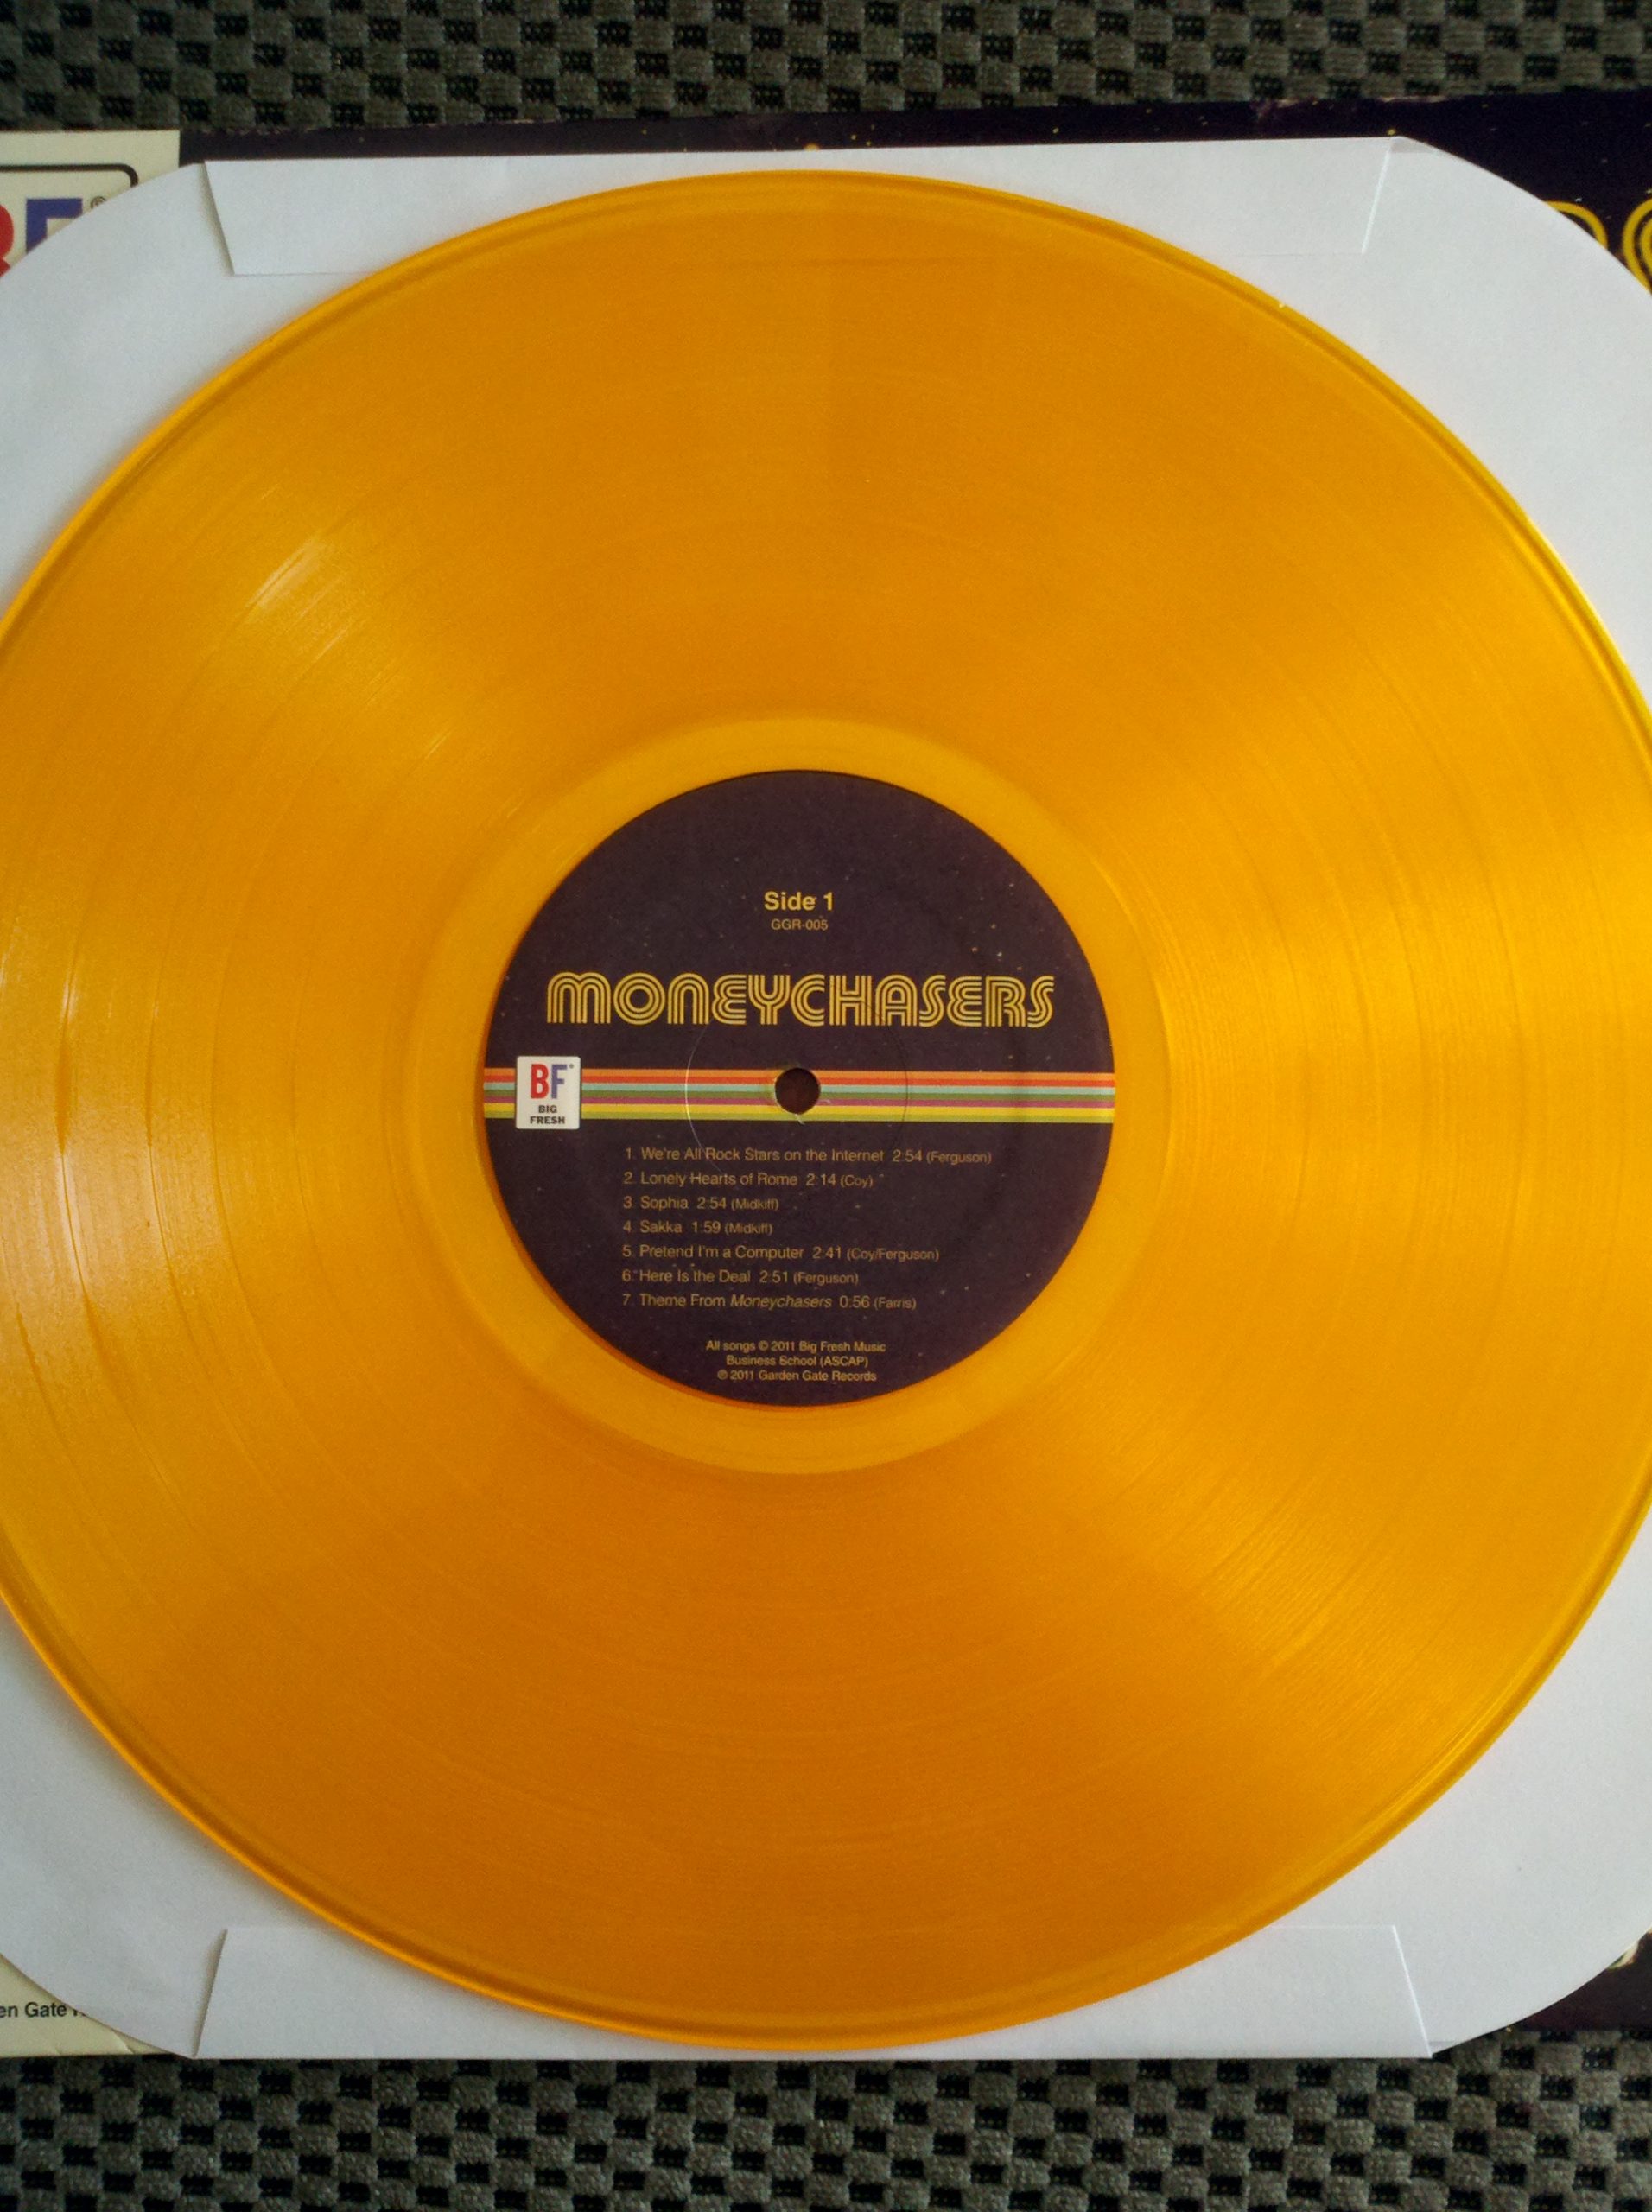 BF®
Side 1
GGR-005
MONEYCHASERS
BF
BIG
FRESH
1. We're All Rock Stars on the Internet 2:54 (Ferguson)
2. Lonely Hearts of Rome 2:14 (Coy)
3. Sophia 2:54 (Midkiff)
4. Sakka 1:59 (Midkiff)
5. Pretend I'm a Computer 2:41 (Coy/Ferguson)
6. Here Is the Deal 2:51 (Ferguson)
7. Theme From Moneychasers 0:56 (Farris)
All songs © 2011 Big Fresh Music
Business School (ASCAP)
℗ 2011 Garden Gate Records
en Gate